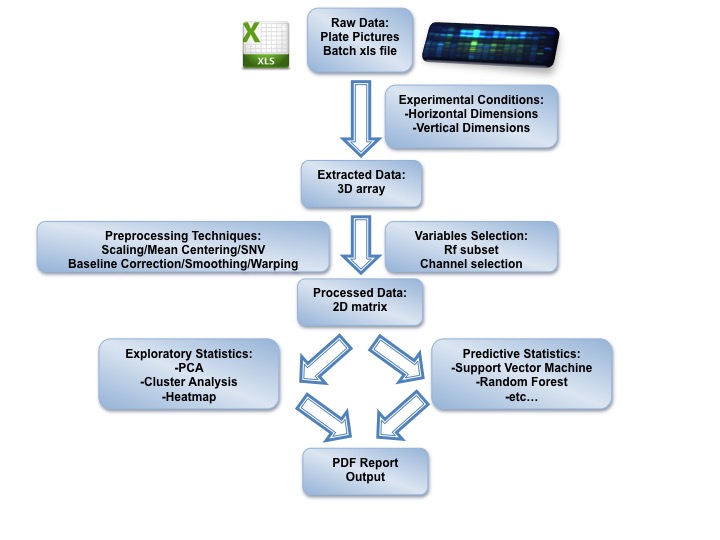 Raw Data:
Plate Pictures
Batch xls file
X
XLS
Experimental Conditions:
-Horizontal Dimensions
-Vertical Dimensions
Extracted Data:
3D array
Preprocessing Techniques:
Scaling/Mean Centering/SNV
Baseline Correction/Smoothing/Warping
Variables Selection:
Rf subset
Channel selection
Processed Data:
2D matrix
Exploratory Statistics:
-PCA
-Cluster Analysis
-Heatmap
Predictive Statistics:
-Support Vector Machine
-Random Forest
-etc…
PDF Report
Output